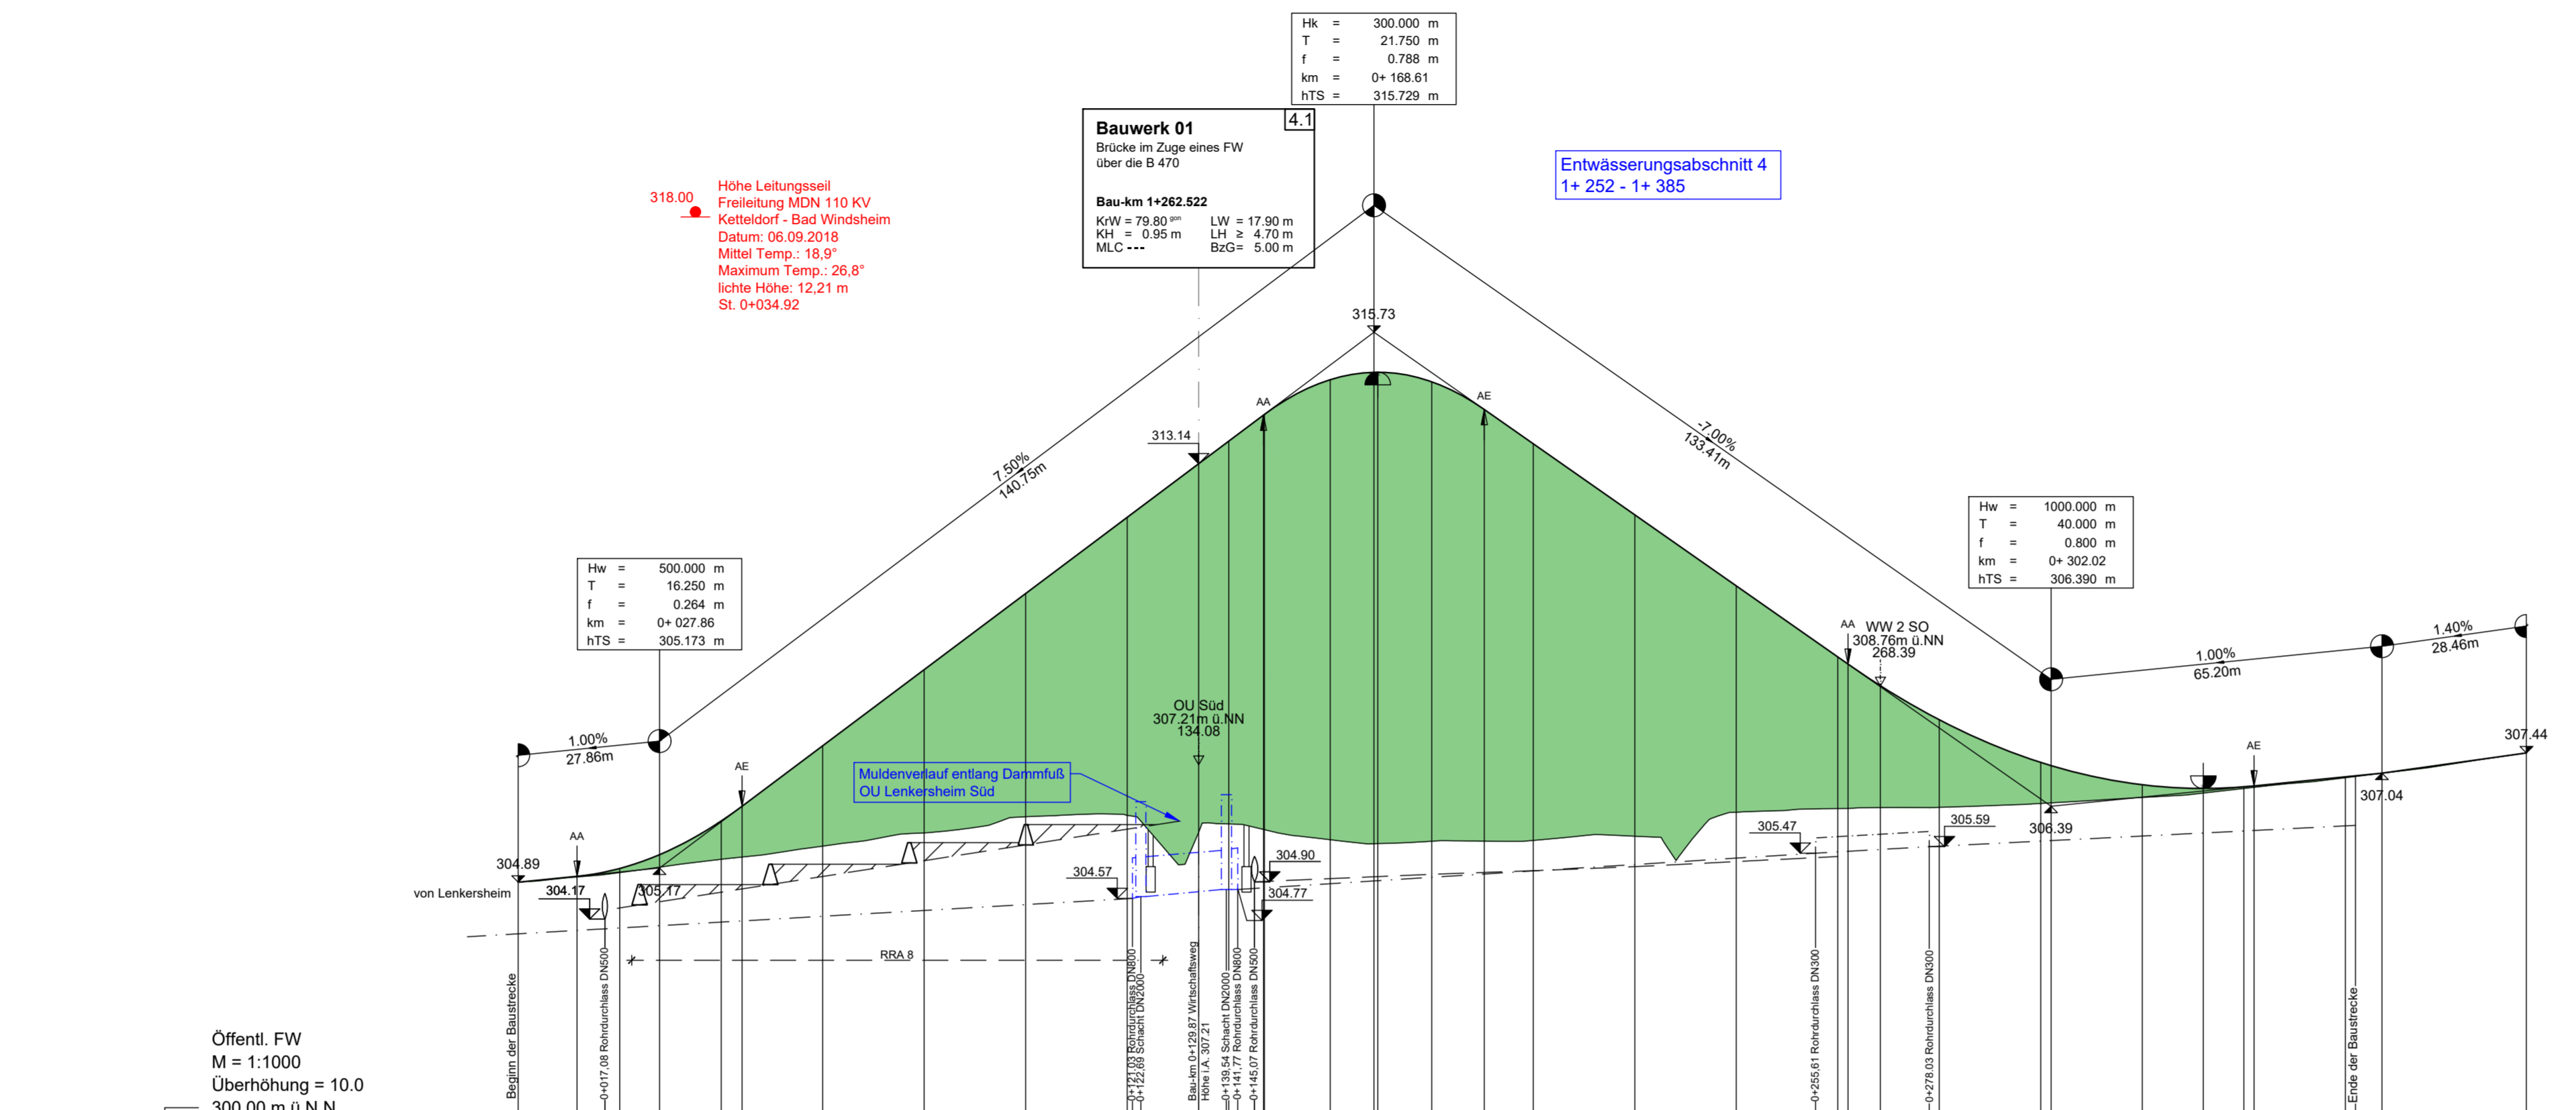 Hk = 300.000 m
T = 21.750 m
f = 0.788 m
km = 0+ 168.61
hTS = 315.729 m
4.1
Bauwerk 01
Brücke im Zuge eines FW
über die B 470
Bau-km 1+262.522
KrW = 79.80 gon LW = 17.90 m
KH = 0.95 m LH ≥ 4.70 m
MLC --- BzG= 5.00 m
Entwässerungsabschnitt 4
1+ 252 - 1+ 385
318.00
Höhe Leitungsseil
Freileitung MDN 110 KV
Ketteldorf - Bad Windsheim
Datum: 06.09.2018
Mittel Temp.: 18,9°
Maximum Temp.: 26,8°
lichte Höhe: 12,21 m
St. 0+034.92
315.73
AA
AE
313.14
7.50%
140.75m
-7.00%
133.41m
Hw = 500.000 m
T = 16.250 m
f = 0.264 m
km = 0+ 027.86
hTS = 305.173 m
Hw = 1000.000 m
T = 40.000 m
f = 0.800 m
km = 0+ 302.02
hTS = 306.390 m
AA
WW 2 SO
308.76m ü.NN
268.39
1.00%
65.20m
1.40%
28.46m
OU Süd
307.21m ü.NN
134.08
1.00%
27.86m
AE
AE
307.44
Muldenverlauf entlang Dammfuß
OU Lenkersheim Süd
307.04
AA
304.89
von Lenkersheim
304.17
305.17
304.57
304.90
304.77
305.47
305.59
306.39
RRA 8
Beginn der Baustrecke
0+017,08 Rohrdurchlass DN500
0+121,03 Rohrdurchlass DN800
0+122,69 Schacht DN2000
Bau-km 0+129.87 Wirtschaftsweg
Höhe i.A. 307.21
0+139,54 Schacht DN2000
0+141,77 Rohrdurchlass DN800
0+145,07 Rohrdurchlass DN500
0+255,61 Rohrdurchlass DN300
0+278.03 Rohrdurchlass DN300
Ende der Baustrecke
Öffentl. FW
M = 1:1000
Überhöhung = 10.0
300.00 m ü.N.N.